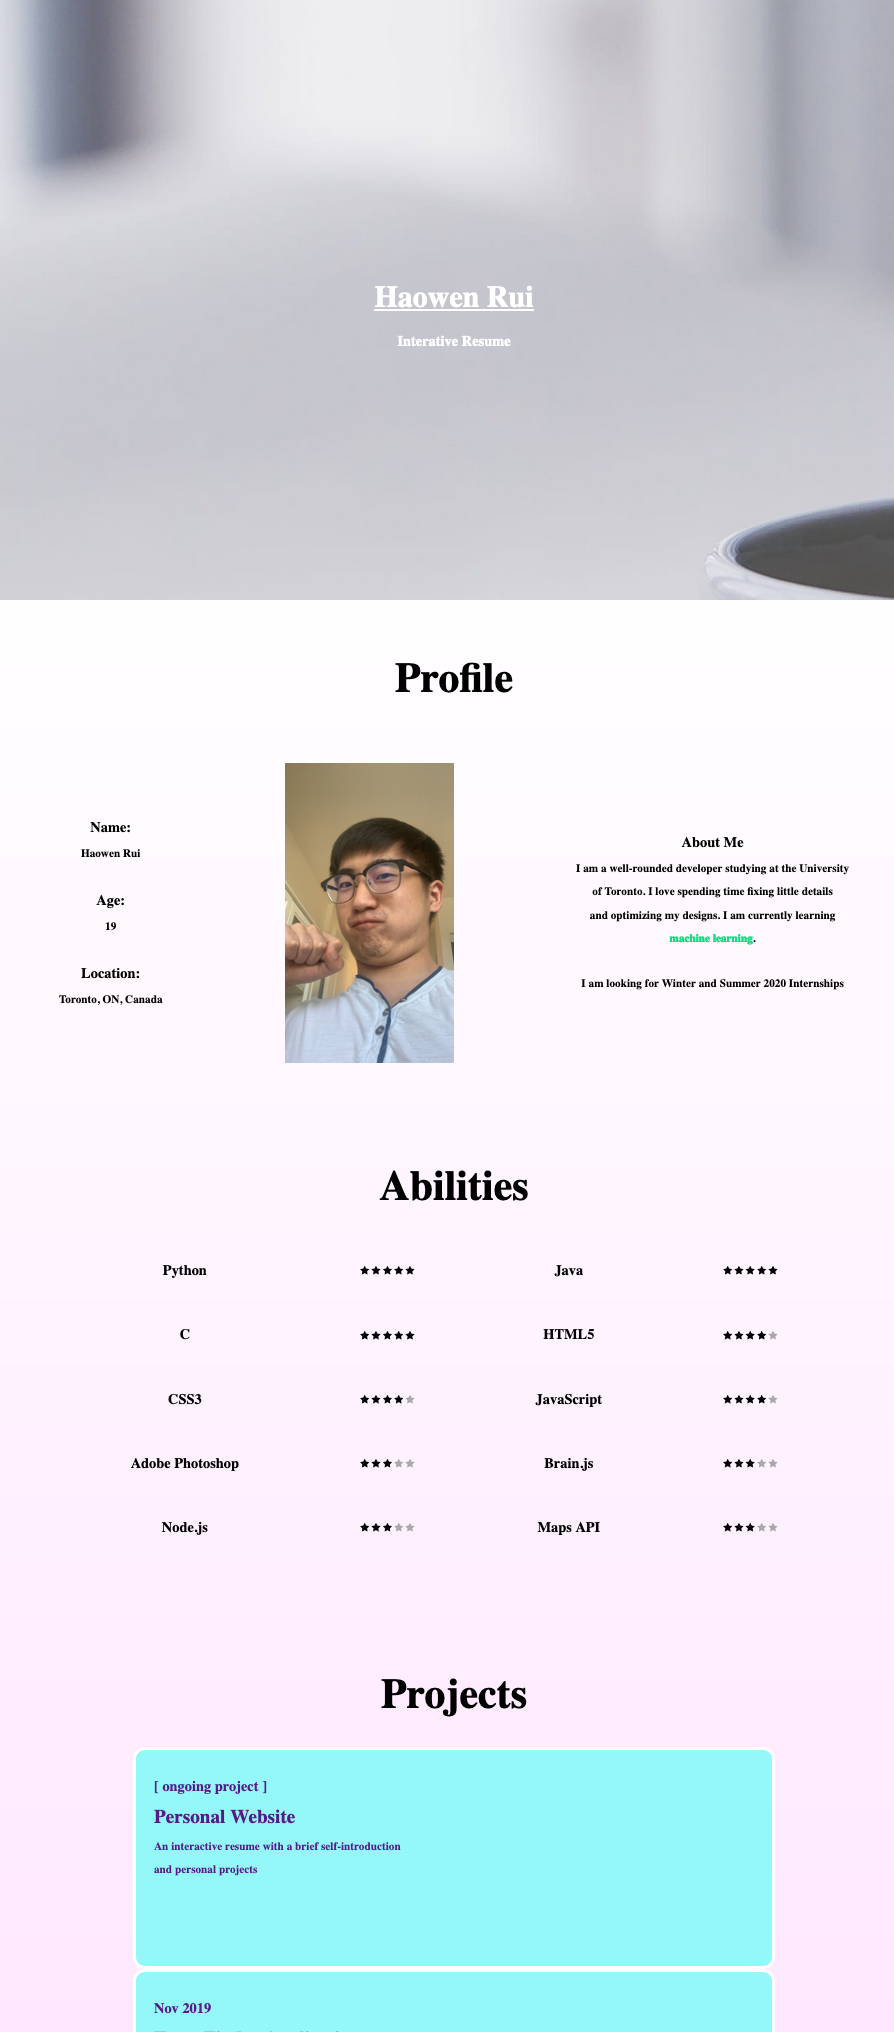 Haowen Rui
Interative Resume
Profile
Name:
Haowen Rui
Age:
19
Location:
Toronto, ON, Canada
About Me
I am a well-rounded developer studying at the University
of Toronto. I love spending time fixing little details
and optimizing my designs. I am currently learning
machine learning.
I am looking for Winter and Summer 2020 Internships
Abilities
Python
Java
C
HTML5
CSS3
JavaScript
Adobe Photoshop
Brain.js
Node.js
Maps API
Projects
[ ongoing project ]
Personal Website
An interactive resume with a brief self-introduction
and personal projects
Nov 2019